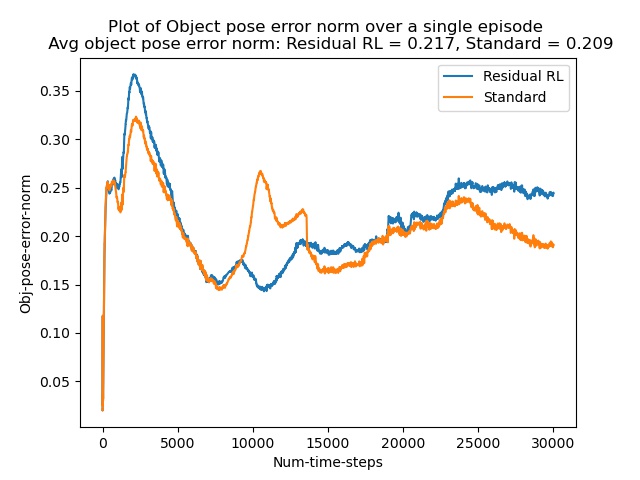 Plot of Object pose error norm over a single episode
Avg object pose error norm: Residual RL = 0.217, Standard = 0.209
Residual RL
Standard
0.35
0.30
0.25
0.20
0.15
0.10
0.05
Obj-pose-error-norm
0 5000 10000 15000 20000 25000 30000
Num-time-steps